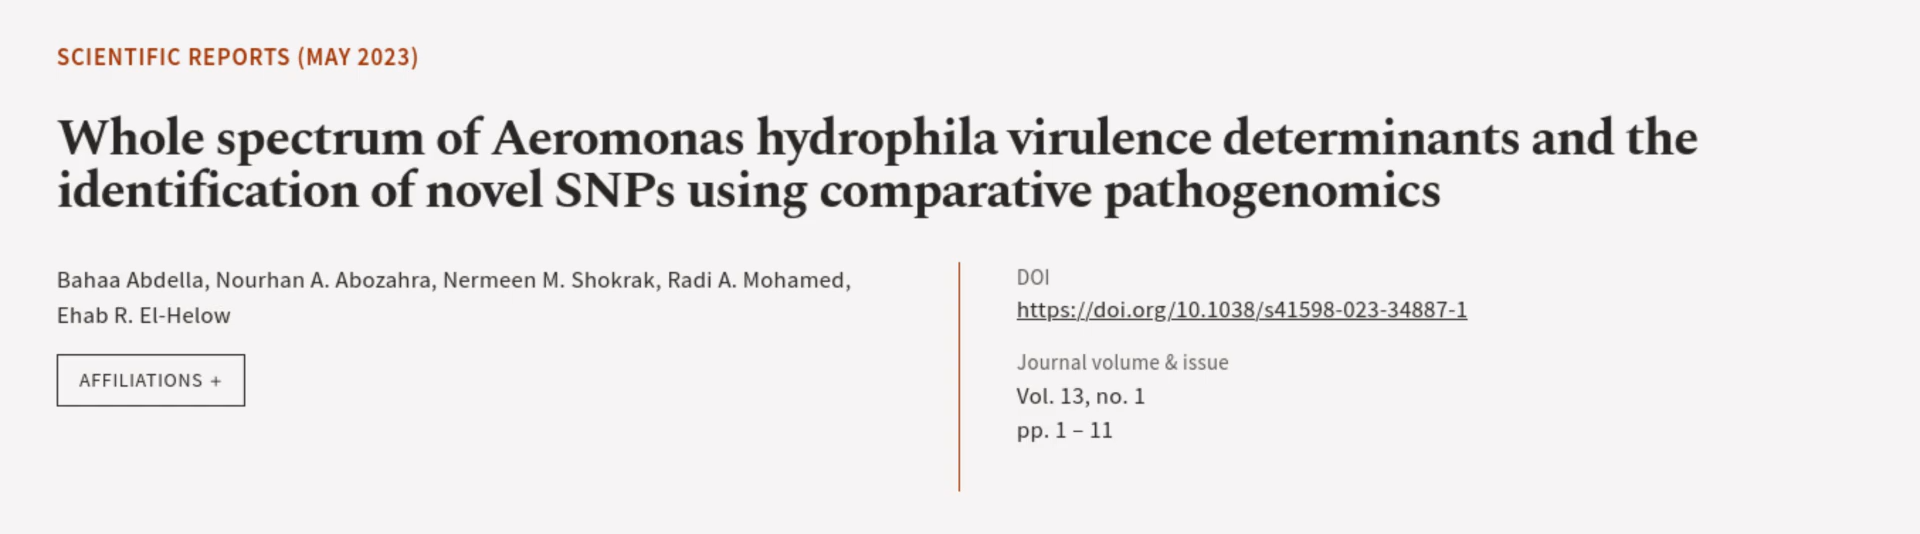 SCIENTIFIC REPORTS (MAY 2023)
Whole spectrum of Aeromonas hydrophila virulence determinants and the
identification of novel SNPs using comparative pathogenomics
Bahaa Abdella, Nourhan A. Abozahra, Nermeen M. Shokrak, Radi A. Mohamed,
Ehab R. El-Helow
AFFILIATIONS +
DOI
https://doi.org/10.1038/s41598-023-34887-1
Journal volume & issue
Vol. 13, no. 1
pp. 1 – 11